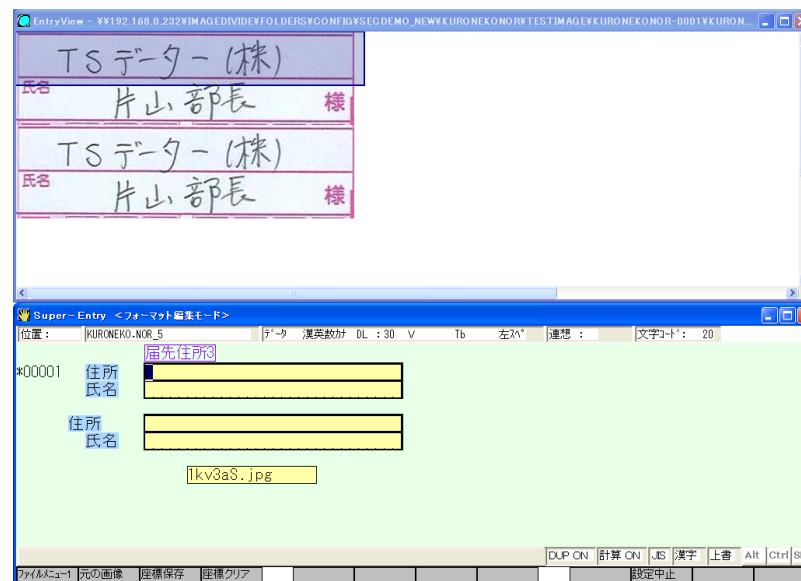 EntryView - ¥¥192.168.0.232¥IMAGEDIVIDE¥FOLDERS¥CONFIG¥SECDEMO_NEW¥KURONEKONOR¥TESTIMAGE¥KURONEKONOR-0001¥KURON...
TSデーター(株)
氏名 片山部長 様
TSデーター(株)
氏名 片山部長 様
Super-Entry <フォーマット編集モード>
位置: KURONEKO.NOR_5 ﾃﾞｰﾀ 漢英数ｶﾅ DL :30 V Tb 左ｽﾍﾟ 連想 : 文字ｺｰﾄﾞ: 20
届先住所3
*00001 住所
氏名
住所
氏名
1kv3aS.jpg
DUP ON 計算 ON JIS 漢字 上書 Alt Ctrl S
ﾌｧｲﾙﾒﾆｭｰ1 元の画像 座標保存 座標クリア 設定中止